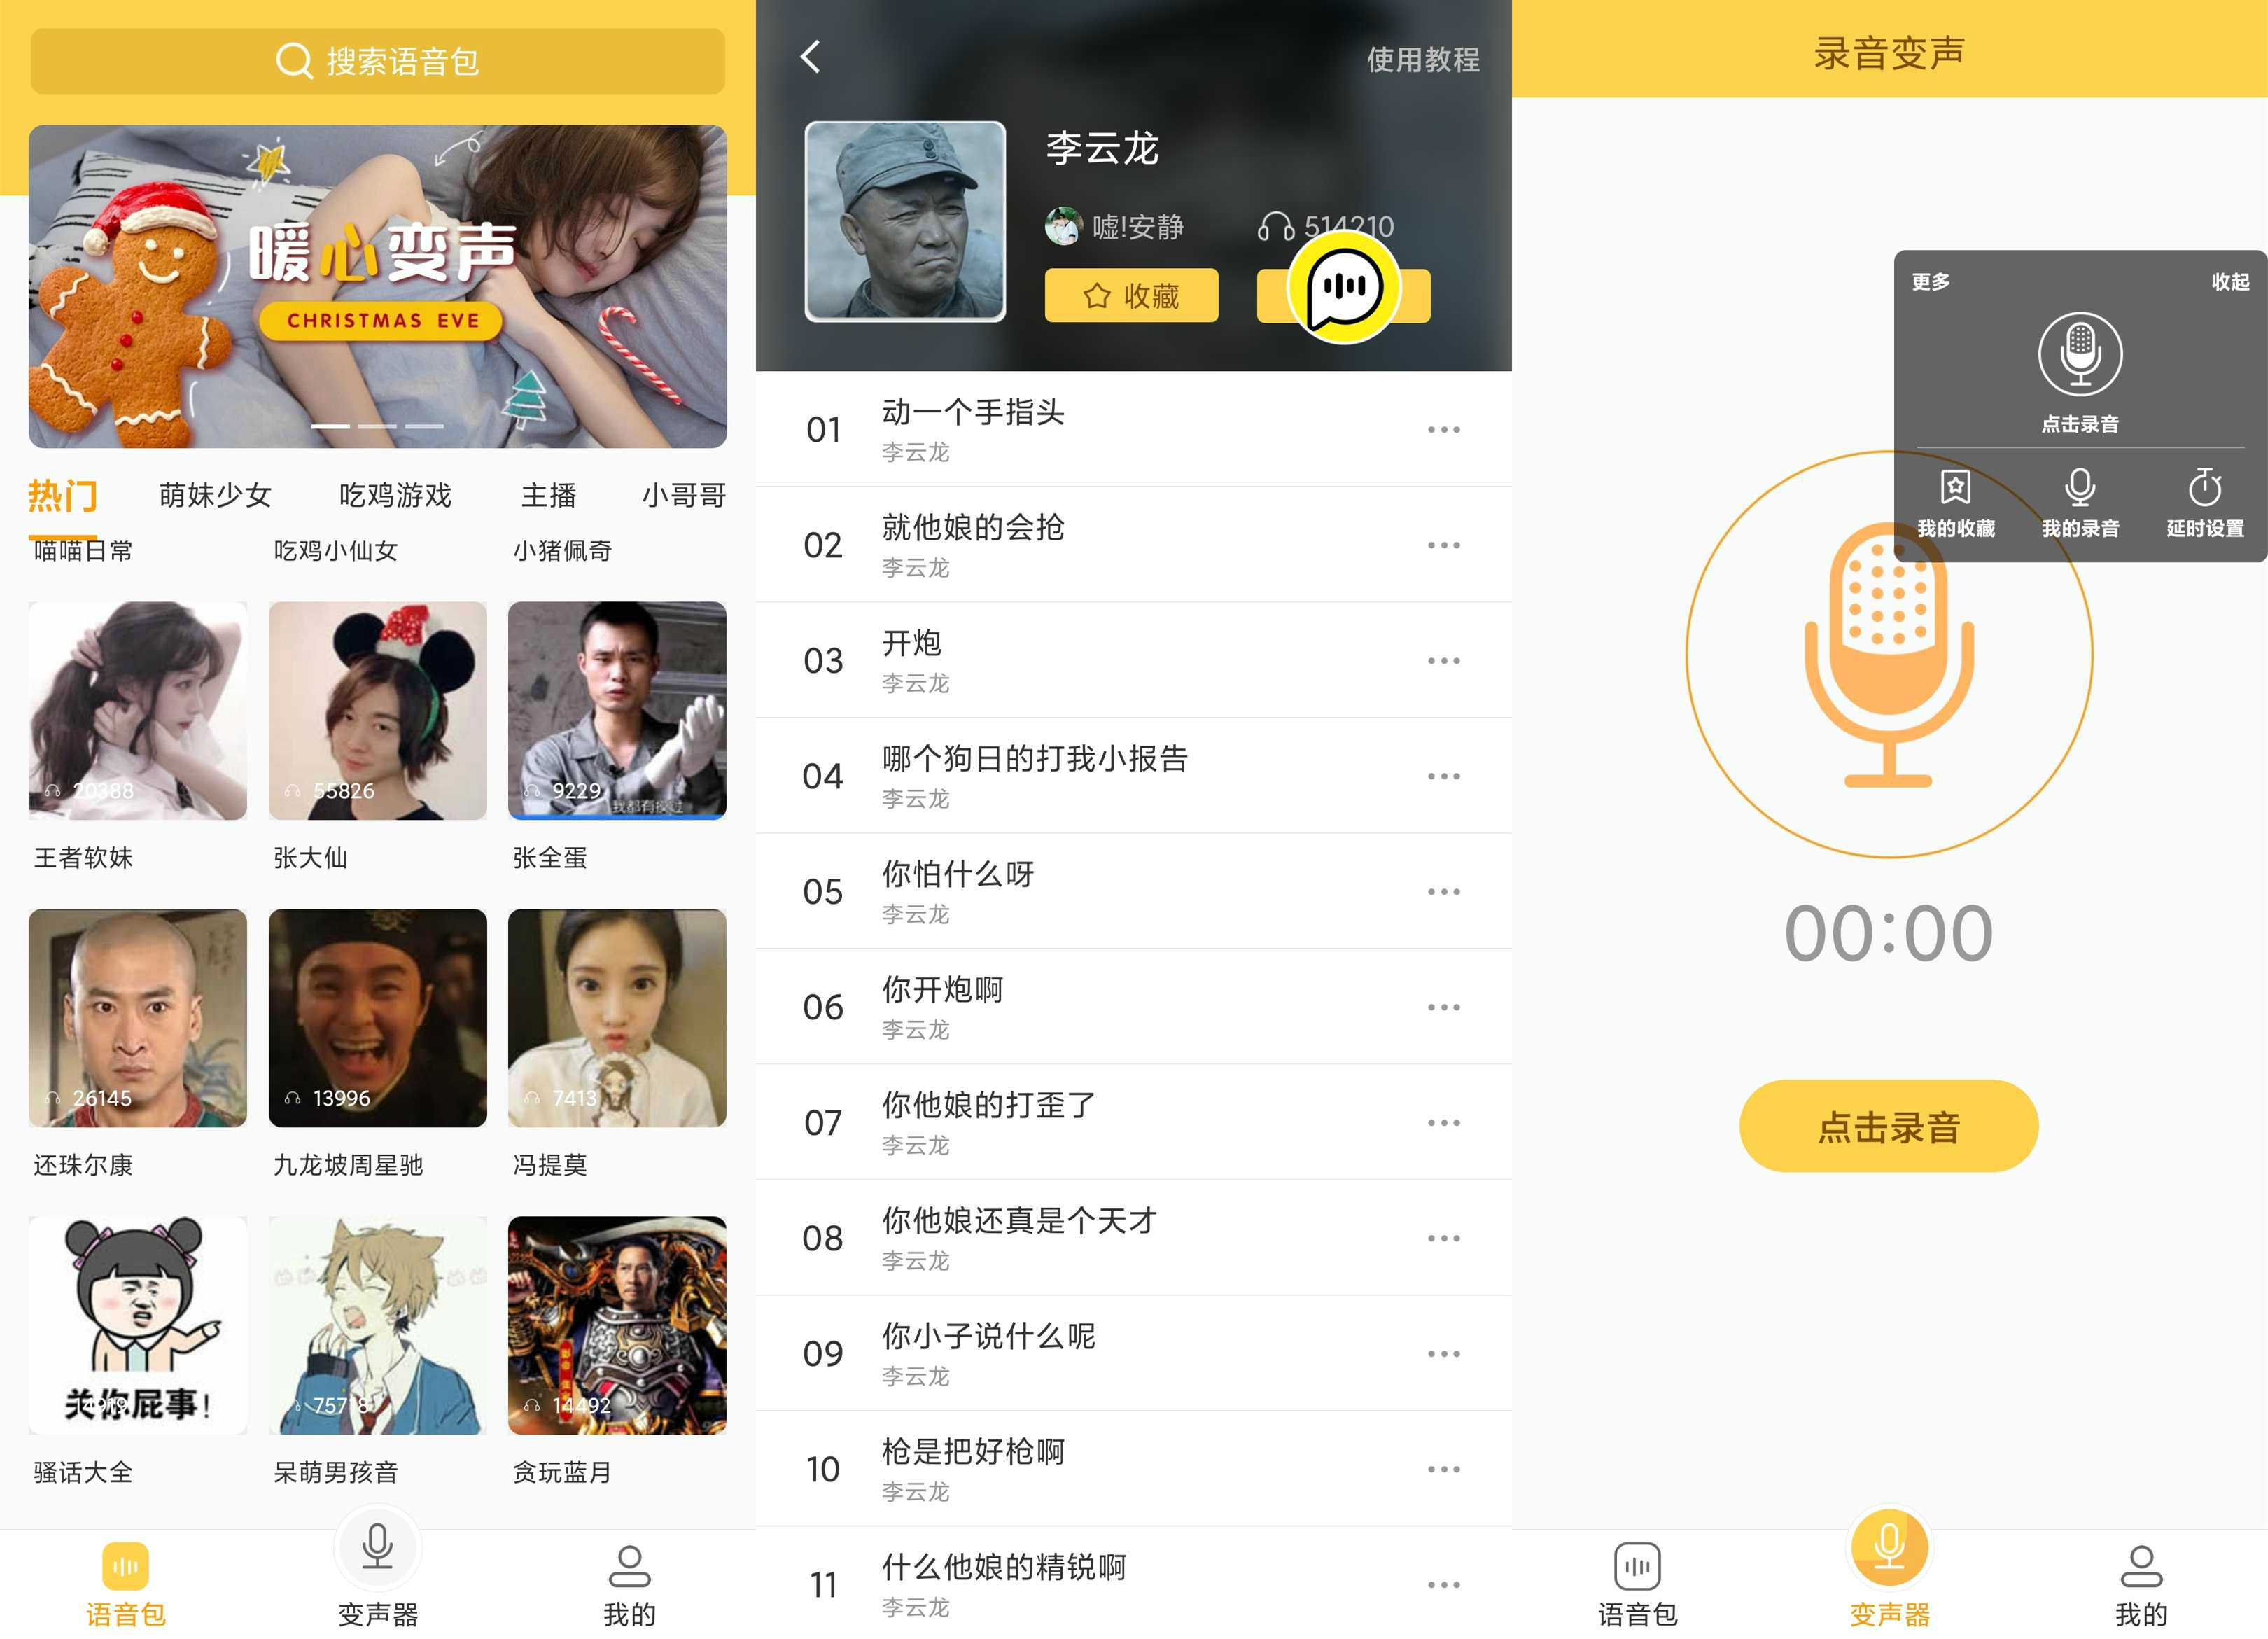 搜索语音包
暖心变声
CHRISTMAS EVE
热门
萌妹少女
吃鸡游戏
主播
小哥哥
喵喵日常
吃鸡小仙女
小猪佩奇
20388
55826
9229
我都有摸过
王者软妹
张大仙
张全蛋
26145
13996
7413
还珠尔康
九龙坡周星驰
冯提莫
关你屁事!
14492
骚话大全
呆萌男孩音
贪玩蓝月
语音包
变声器
我的
使用教程
李云龙
嘘!安静
514210
收藏
01
动一个手指头
李云龙
02
就他娘的会抢
李云龙
03
开炮
李云龙
04
哪个狗日的打我小报告
李云龙
05
你怕什么呀
李云龙
06
你开炮啊
李云龙
07
你他娘的打歪了
李云龙
08
你他娘还真是个天才
李云龙
09
你小子说什么呢
李云龙
10
枪是把好枪啊
李云龙
11
什么他娘的精锐啊
李云龙
录音变声
更多
收起
点击录音
我的收藏
我的录音
延时设置
00:00
点击录音
语音包
变声器
我的